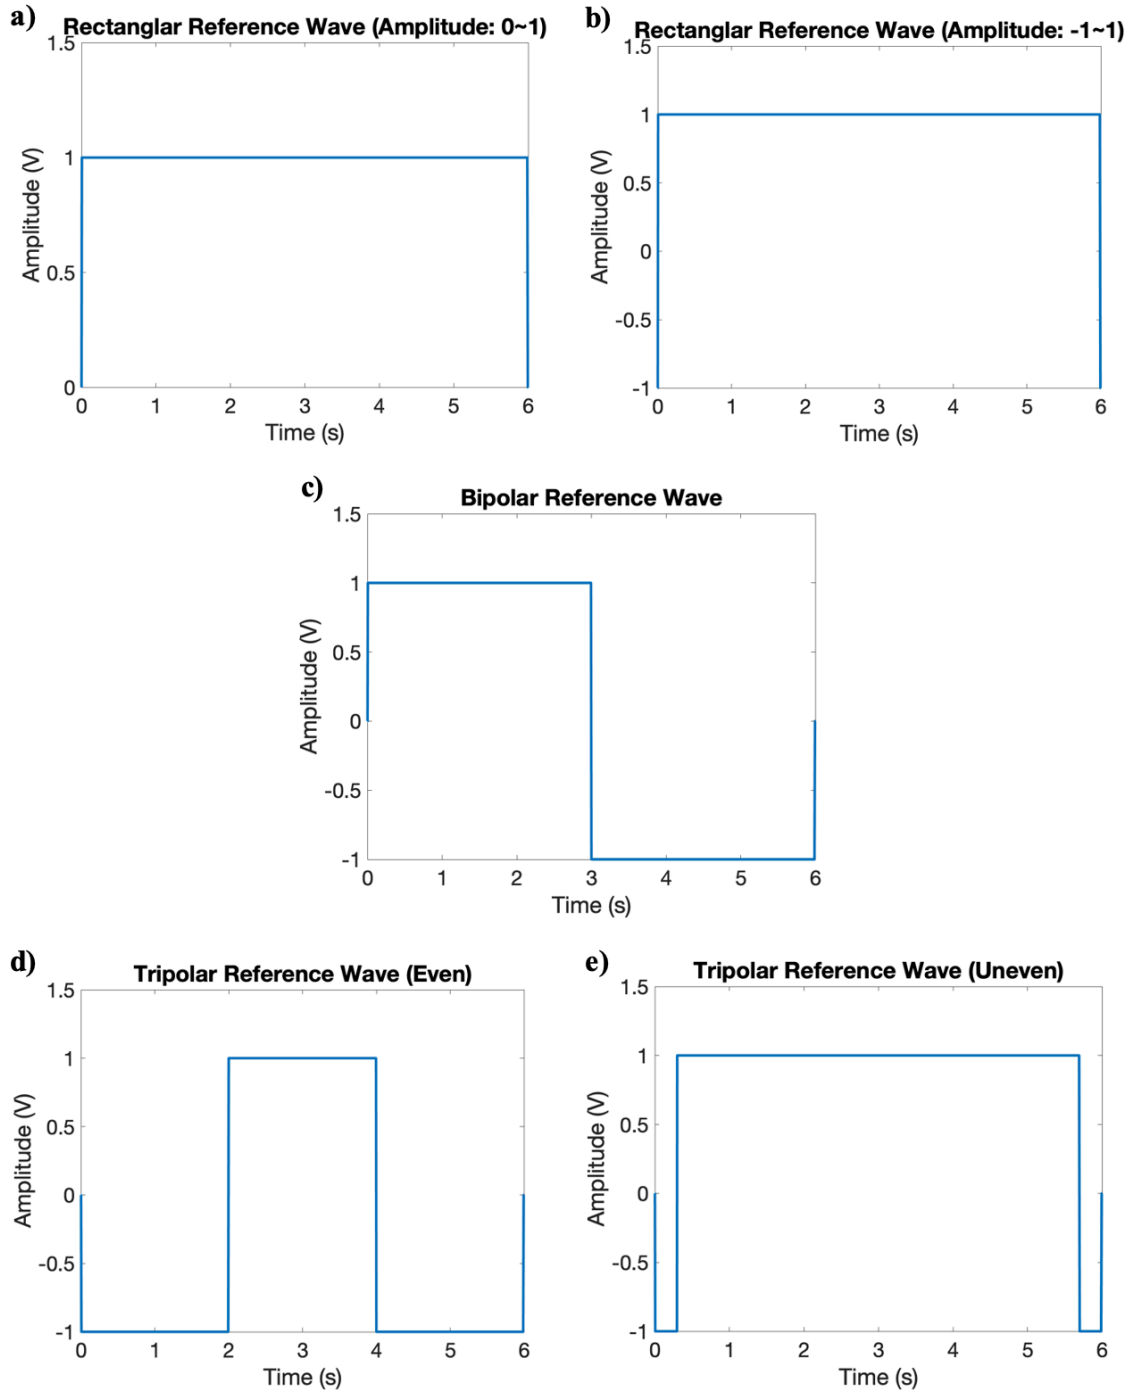 a)
Rectanglar Reference Wave (Amplitude: 0~1)
1.5
1
0.5
0
Amplitude (V)
0 1 2 3 4 5 6
Time (s)
b)
Rectanglar Reference Wave (Amplitude: -1~1)
1.5
1
0.5
0
-0.5
-1
Amplitude (V)
0 1 2 3 4 5 6
Time (s)
c)
Bipolar Reference Wave
1.5
1
0.5
0
-0.5
-1
Amplitude (V)
0 1 2 3 4 5 6
Time (s)
d)
Tripolar Reference Wave (Even)
1.5
1
0.5
0
-0.5
-1
Amplitude (V)
0 1 2 3 4 5 6
Time (s)
e)
Tripolar Reference Wave (Uneven)
1.5
1
0.5
0
-0.5
-1
Amplitude (V)
0 1 2 3 4 5 6
Time (s)